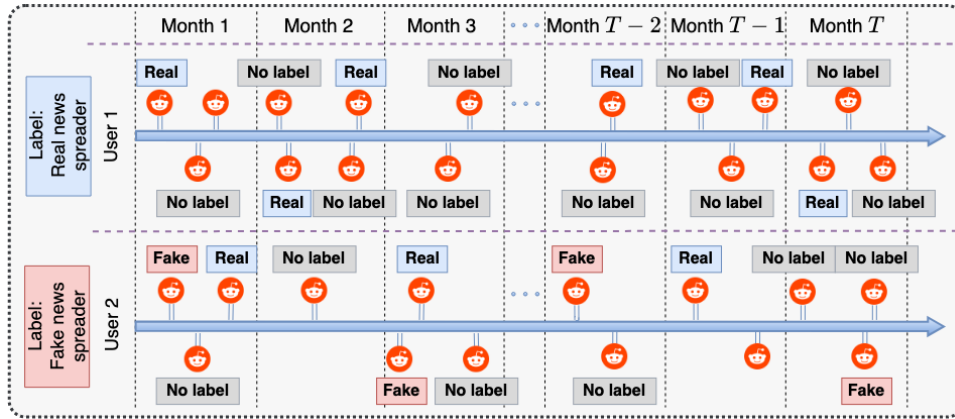 Month 1 Month 2 Month 3 ··· Month T − 2 Month T − 1 Month T
Label:
Real news
spreader
User 1
Real No label Real No label Real No label Real No label
···
No label Real No label No label No label No label Real No label
Label:
Fake news
spreader
User 2
Fake Real No label Real Fake Real No label No label
···
No label Fake No label No label Fake